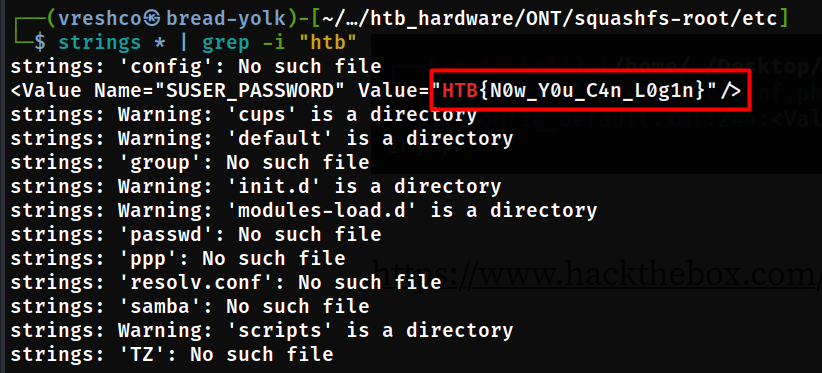 ┌──(vreshco㉿bread-yolk)-[~/…/htb_hardware/ONT/squashfs-root/etc]
└─$ strings * | grep -i "htb"
strings: 'config': No such file
<Value Name="SUSER_PASSWORD" Value="HTB{N0w_Y0u_C4n_L0g1n}"/>
strings: Warning: 'cups' is a directory
strings: Warning: 'default' is a directory
strings: 'group': No such file
strings: Warning: 'init.d' is a directory
strings: Warning: 'modules-load.d' is a directory
strings: 'passwd': No such file
strings: 'ppp': No such file
https://www.hackthebox.com/
strings: 'resolv.conf': No such file
strings: 'samba': No such file
strings: Warning: 'scripts' is a directory
strings: 'TZ': No such file